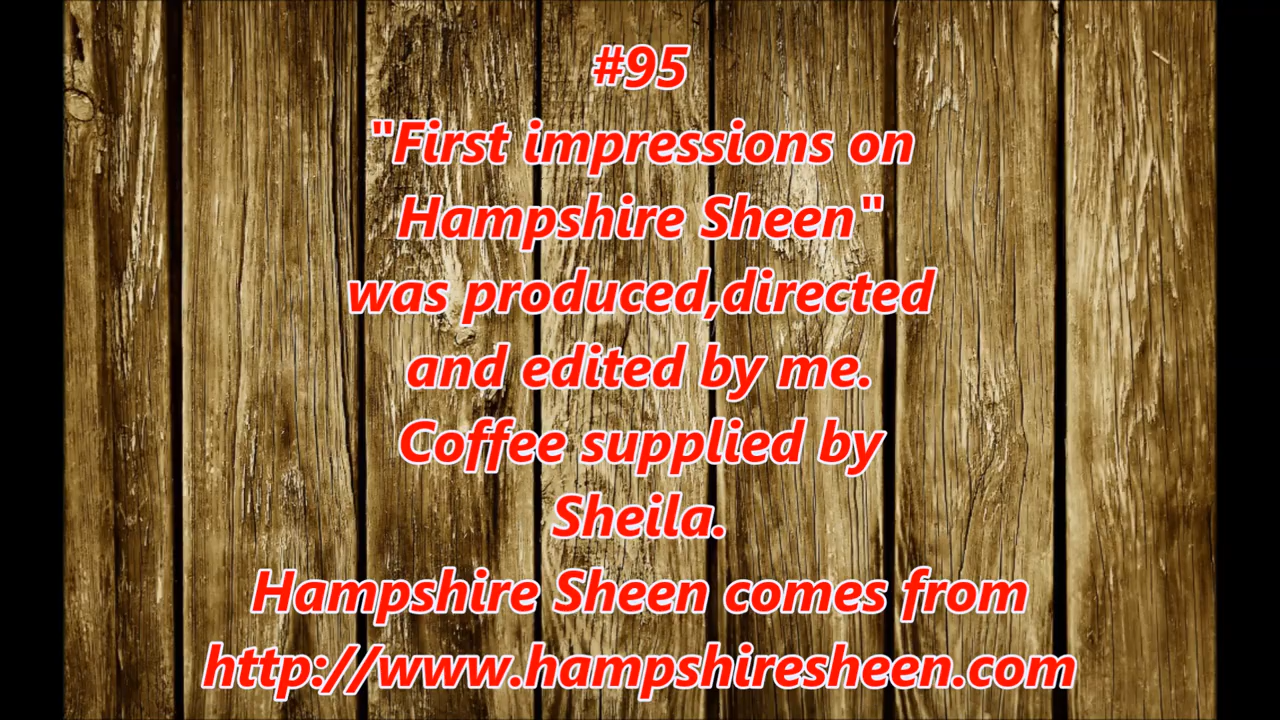 #95
"First impressions on
Hampshire Sheen"
was produced,directed
and edited by me.
Coffee supplied by
Sheila.
Hampshire Sheen comes from
http://www.hampshiresheen.com